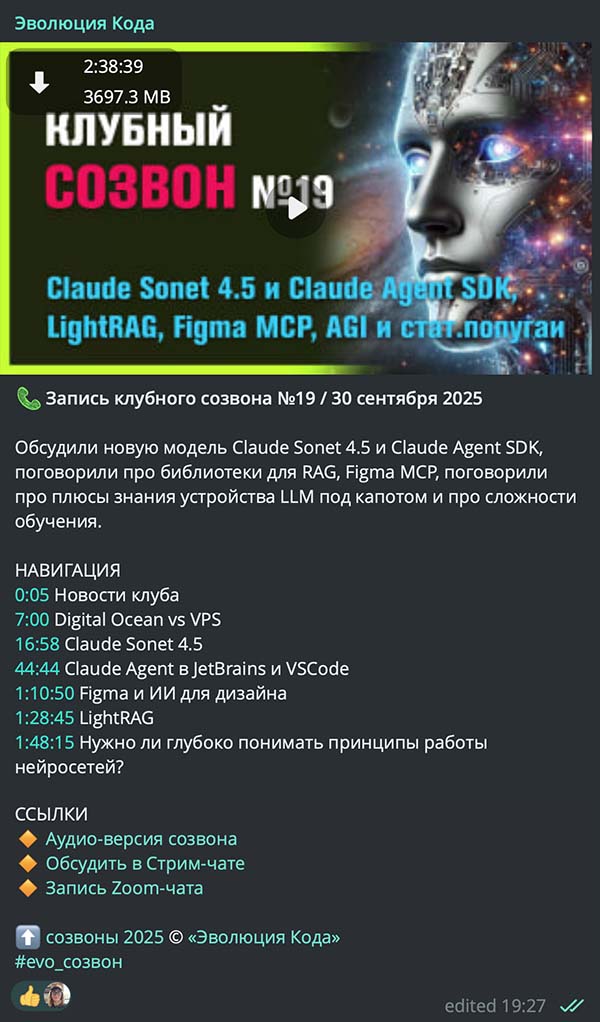 Эволюция Кода
2:38:39
3697.3 MB
КЛУБНЫЙ
СОЗВОН №19
Claude Sonet 4.5 и Claude Agent SDK,
LightRAG, Figma MCP, AGI и стат.попугаи
Запись клубного созвона №19 / 30 сентября 2025
Обсудили новую модель Claude Sonet 4.5 и Claude Agent SDK,
поговорили про библиотеки для RAG, Figma MCP, поговорили
про плюсы знания устройства LLM под капотом и про сложности
обучения.
НАВИГАЦИЯ
0:05 Новости клуба
7:00 Digital Ocean vs VPS
16:58 Claude Sonet 4.5
44:44 Claude Agent в JetBrains и VSCode
1:10:50 Figma и ИИ для дизайна
1:28:45 LightRAG
1:48:15 Нужно ли глубоко понимать принципы работы
нейросетей?
ССЫЛКИ
Аудио-версия созвона
Обсудить в Стрим-чате
Запись Zoom-чата
созвоны 2025 © «Эволюция Кода»
#evo_созвон
edited 19:27